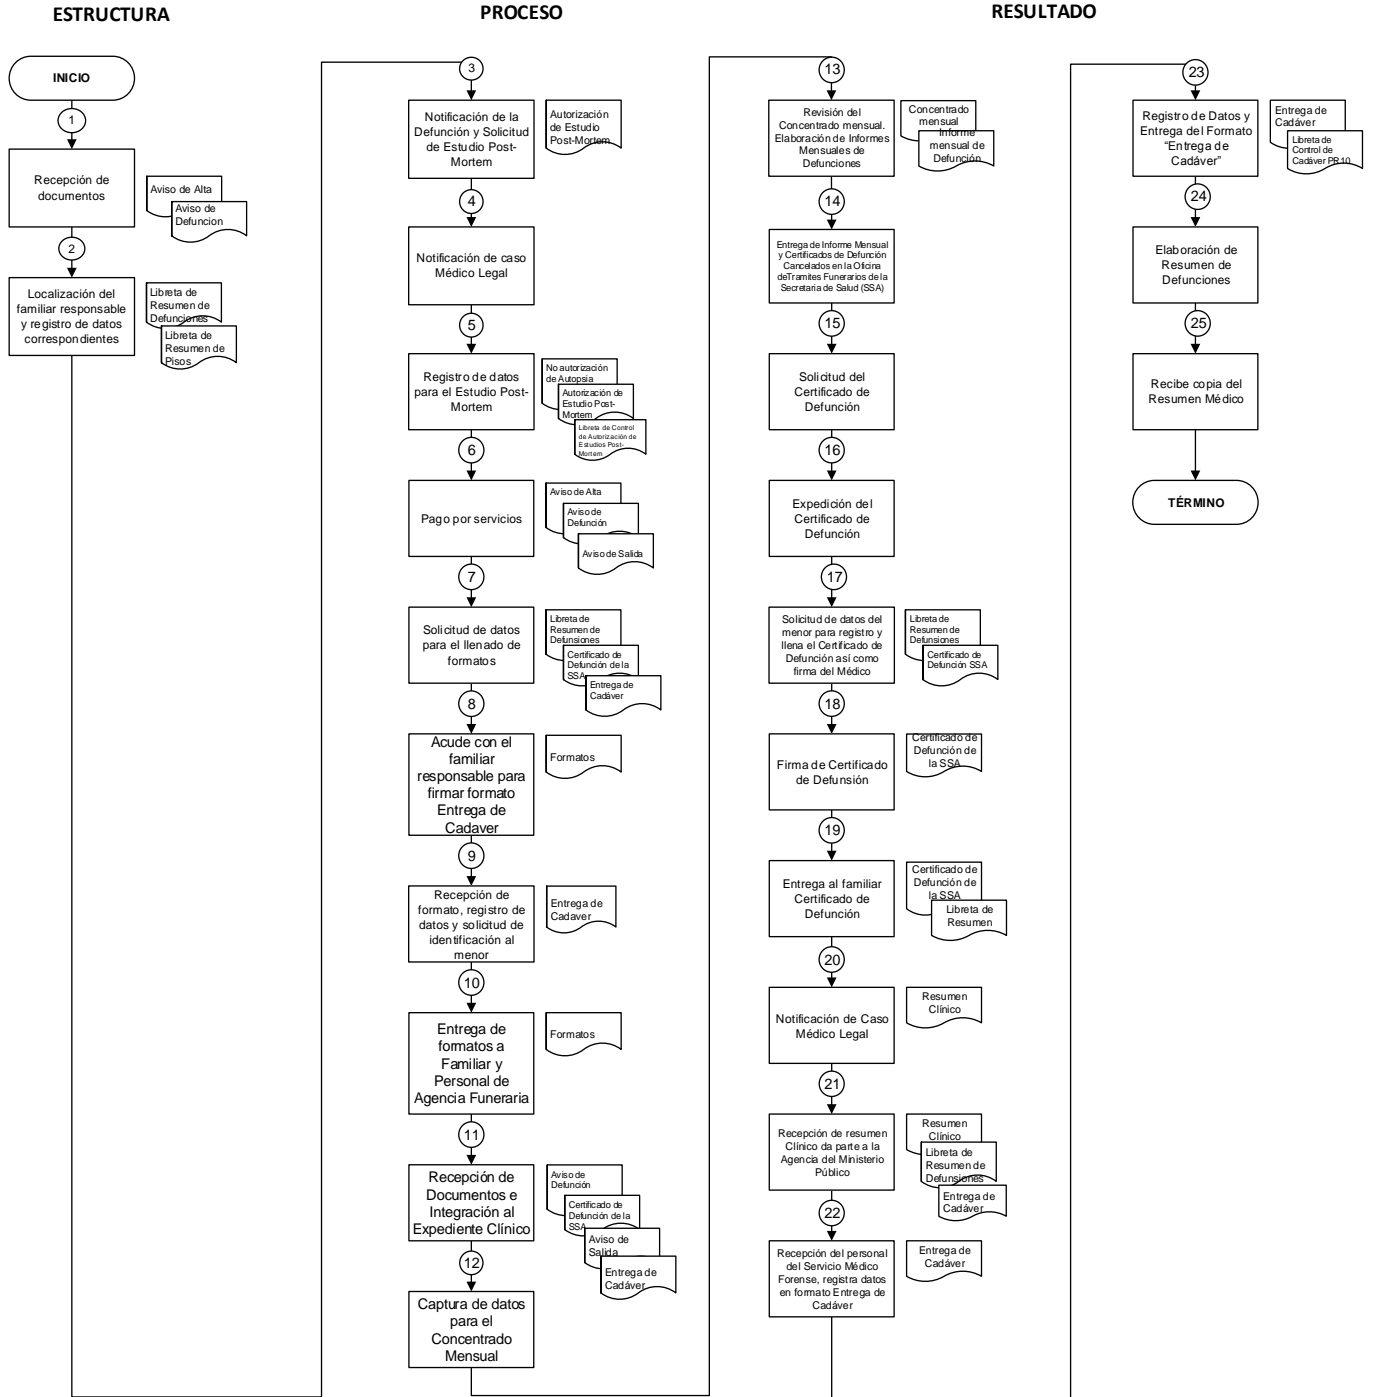 ESTRUCTURA
PROCESO
RESULTADO
INICIO
1
Recepción de
documentos
Aviso de Alta
Aviso de
Defuncion
2
Localización del
familiar responsable
y registro de datos
correspondientes
Libreta de
Resumen de
Defunciones
Libreta de
Resumen de
Pisos
3
Notificación de la
Defunción y Solicitud
de Estudio Post-
Mortem
Autorización
de Estudio
Post-Mortem
4
Notificación de caso
Médico Legal
5
Registro de datos
para el Estudio Post-
Mortem
No autorización
de Autopsia
Autorización de
Estudio Post-
Mortem
Libreta de Control
de Autorización de
Estudios Post-
Mortem
6
Pago por servicios
Aviso de Alta
Aviso de
Defunción
Aviso de Salida
7
Solicitud de datos
para el llenado de
formatos
Libreta de
Resumen de
Defunsiones
Certificado de
Defunción de la
SSA
Entrega de
Cadáver
8
Acude con el
familiar
responsable para
firmar formato
Entrega de
Cadaver
Formatos
9
Recepción de
formato, registro de
datos y solicitud de
identificación al
menor
Entrega de
Cadaver
10
Entrega de
formatos a
Familiar y
Personal de
Agencia Funeraria
Formatos
11
Recepción de
Documentos e
Integración al
Expediente Clínico
Aviso de
Defunción
Certificado de
Defunción de la
SSA
Aviso de
Salida
Entrega de
Cadáver
12
Captura de datos
para el
Concentrado
Mensual
13
Revisión del
Concentrado mensual.
Elaboración de Informes
Mensuales de
Defunciones
Concentrado
mensual
Informe
mensual de
Defunción
14
Entrega de Informe Mensual
y Certificados de Defunción
Cancelados en la Oficina
deTramites Funerarios de la
Secretaria de Salud (SSA)
15
Solicitud del
Certificado de
Defunción
16
Expedición del
Certificado de
Defunción
17
Solicitud de datos del
menor para registro y
llena el Certificado de
Defunción así como
firma del Médico
Libreta de
Resumen de
Defunsiones
Certificado de
Defunción SSA
18
Firma de Certificado
de Defunsión
Certificado de
Defunción de
la SSA
19
Entrega al familiar
Certificado de
Defunción
Certificado de
Defunción de
la SSA
Libreta de
Resumen
20
Notificación de Caso
Médico Legal
Resumen
Clínico
21
Recepción de resumen
Clínico da parte a la
Agencia del Ministerio
Público
Resumen
Clínico
Libreta de
Resumen de
Defunsiones
Entrega de
Cadáver
22
Recepción del personal
del Servicio Médico
Forense, registra datos
en formato Entrega de
Cadáver
Entrega de
Cadáver
23
Registro de Datos y
Entrega del Formato
“Entrega de
Cadáver”
Entrega de
Cadáver
Libreta de
Control de
Cadáver PR10
24
Elaboración de
Resumen de
Defunciones
25
Recibe copia del
Resumen Médico
TÉRMINO